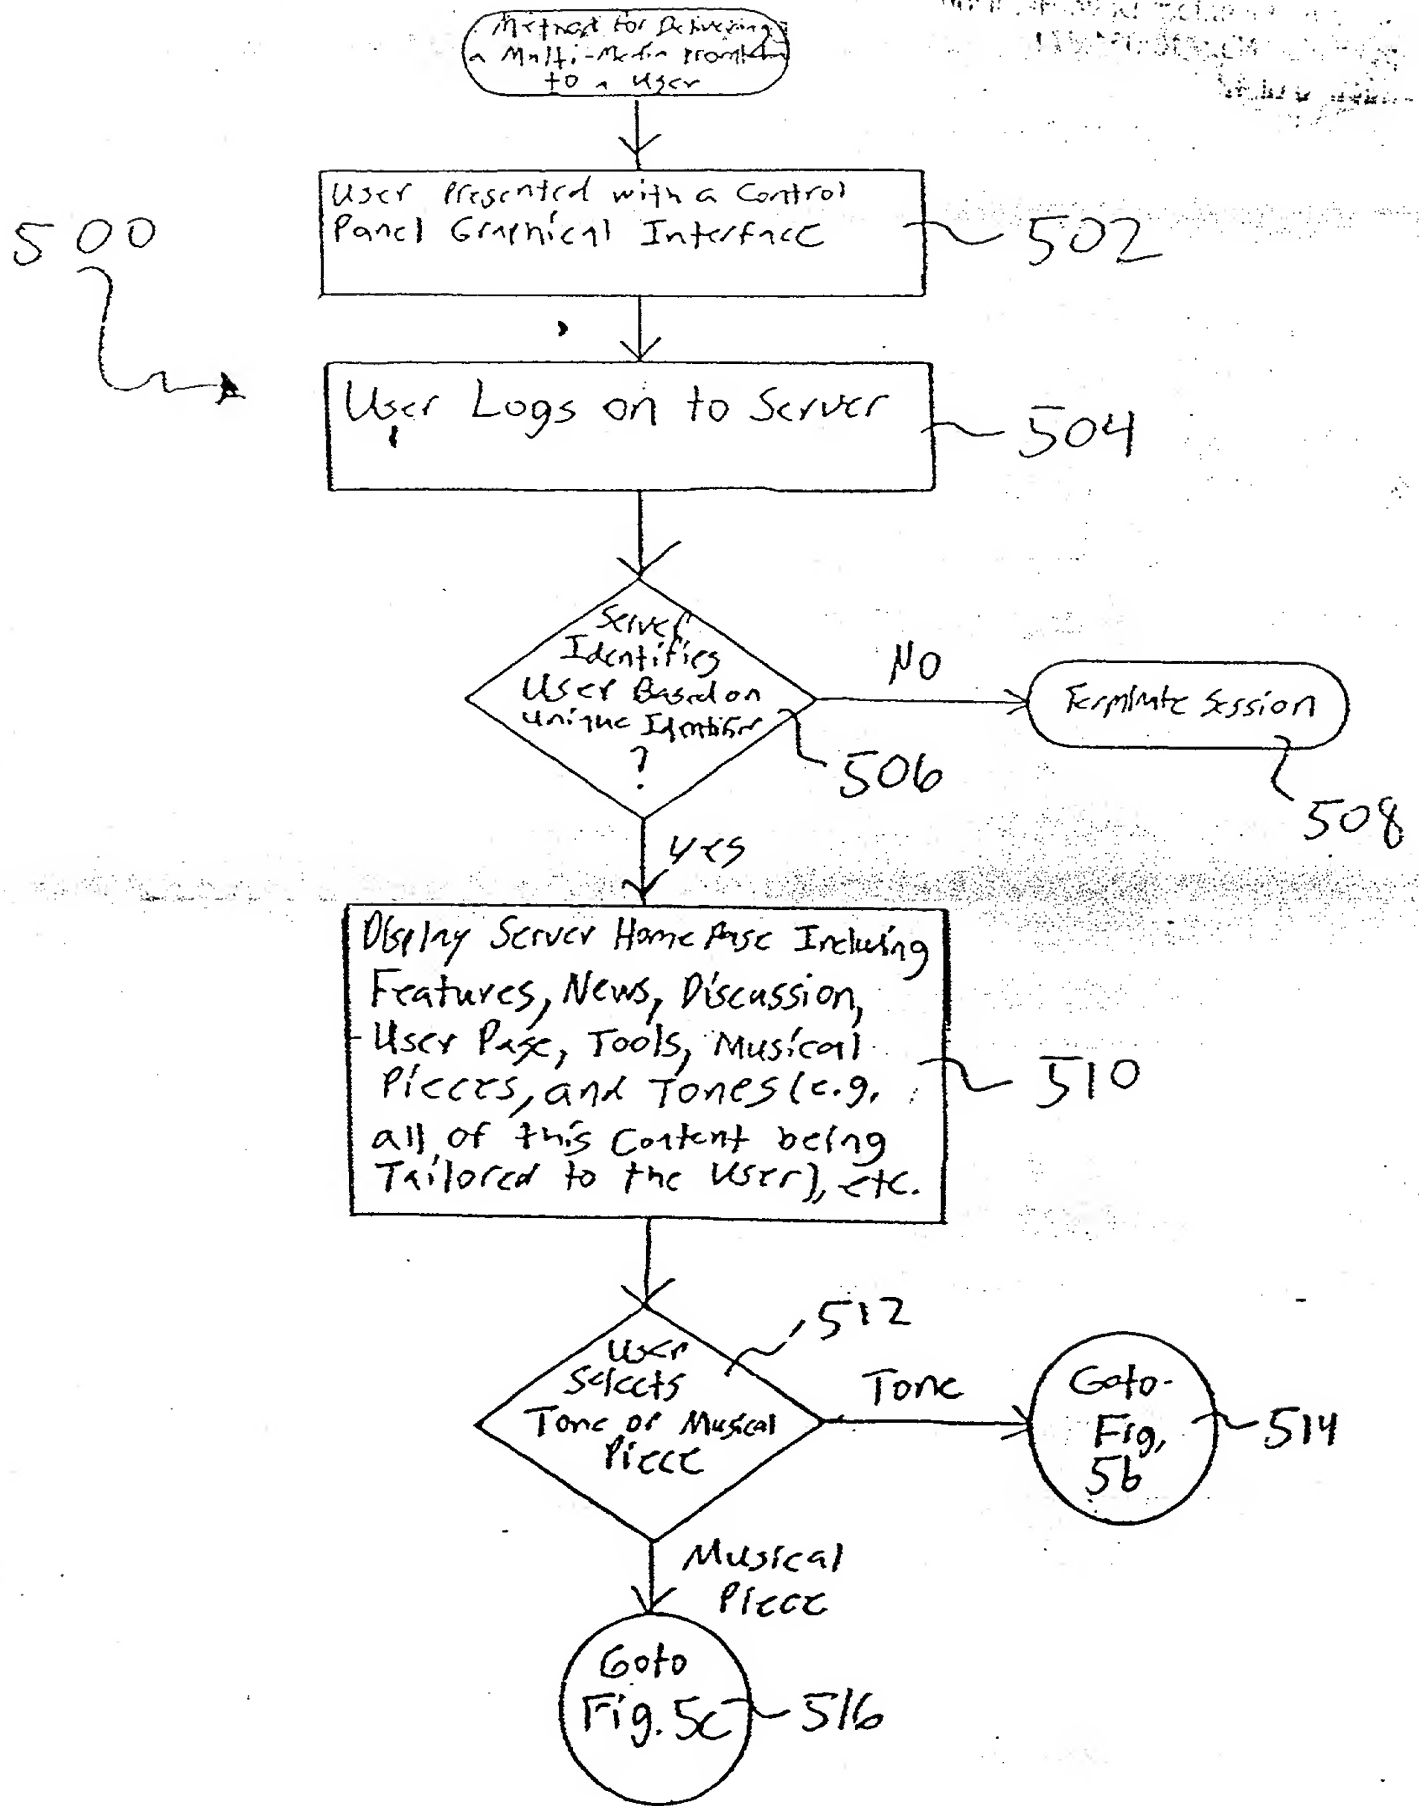 Method for Delivering
a Multi-Media
to a User
User Presented with a Control
Panel Graphical Interface
502
500
User Logs on to Server
504
Server
Identifies
User Based on
Unique Identifier
?
NO
Terminate Session
506
508
yes
Display Server Home Page Incluing
Features, News, Discussion,
User Page, Tools, Musical
Pieces, and Tones (e.g.
all of this Content being
Tailored to the User), etc.
510
512
User
Selects
Tone or Musical
Piece
Tone
Goto
Fig.
5b
514
Musical
Piece
Goto
Fig. 5c
516